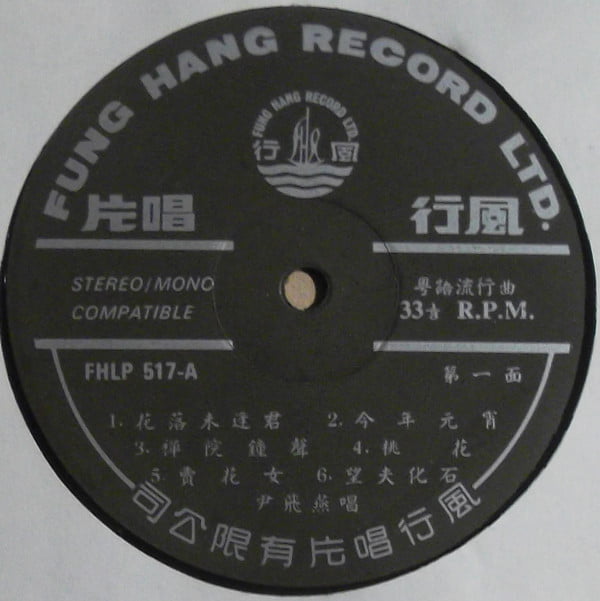 FUNG HANG RECORD LTD.
FUNG HANG RECORD LTD.
風行
風行 唱片
STEREO/MONO
COMPATIBLE
粵語流行曲
33⅓ R.P.M.
FHLP 517-A
第一面
1. 花落未逢君 2. 今年元宵
3. 禪院鐘聲 4. 桃花
5. 賣花女 6. 望夫化石
尹飛燕唱
風行唱片有限公司